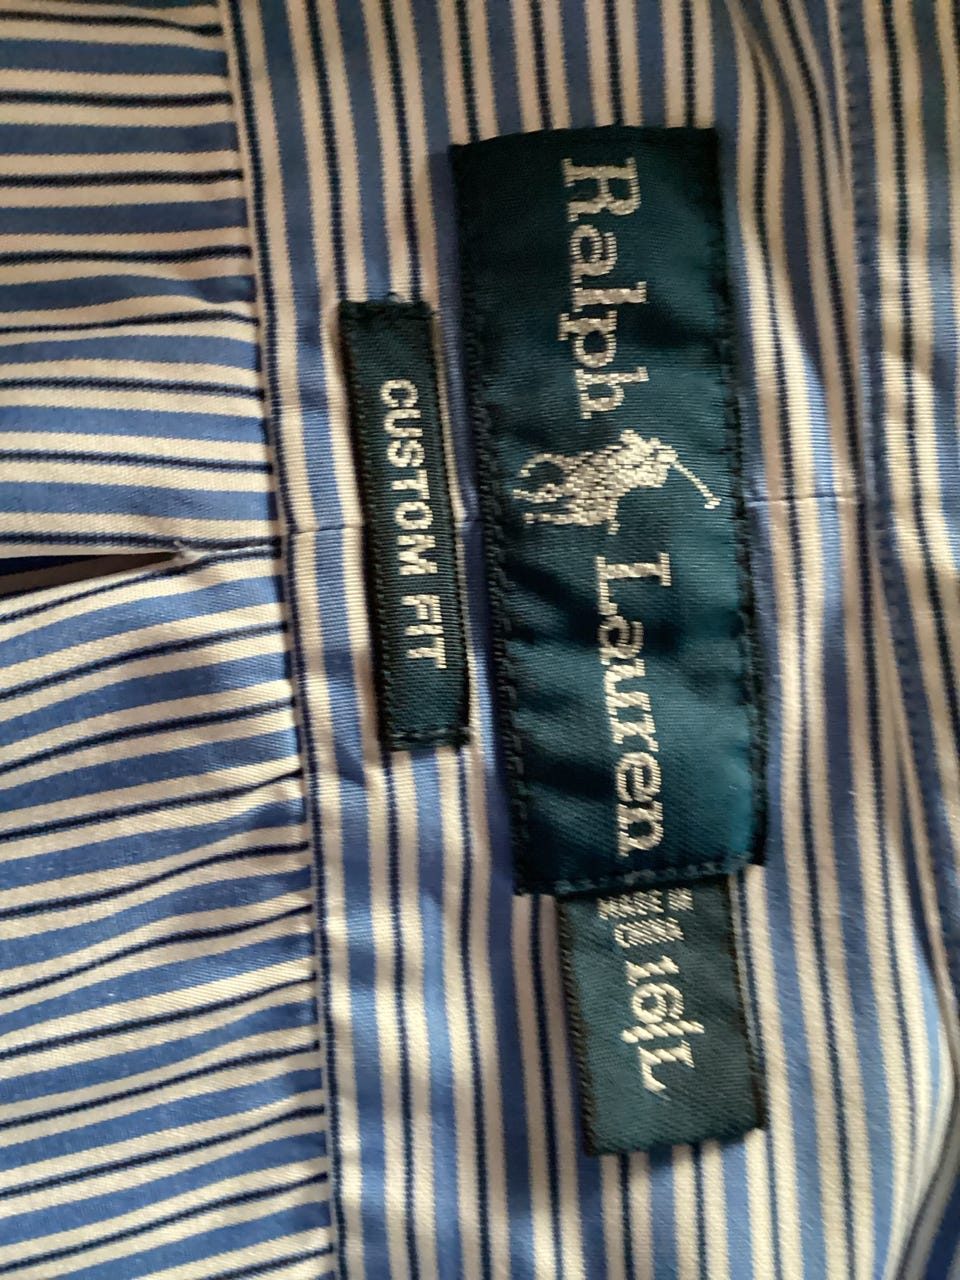 Ralph Lauren
CUSTOM FIT
16 L